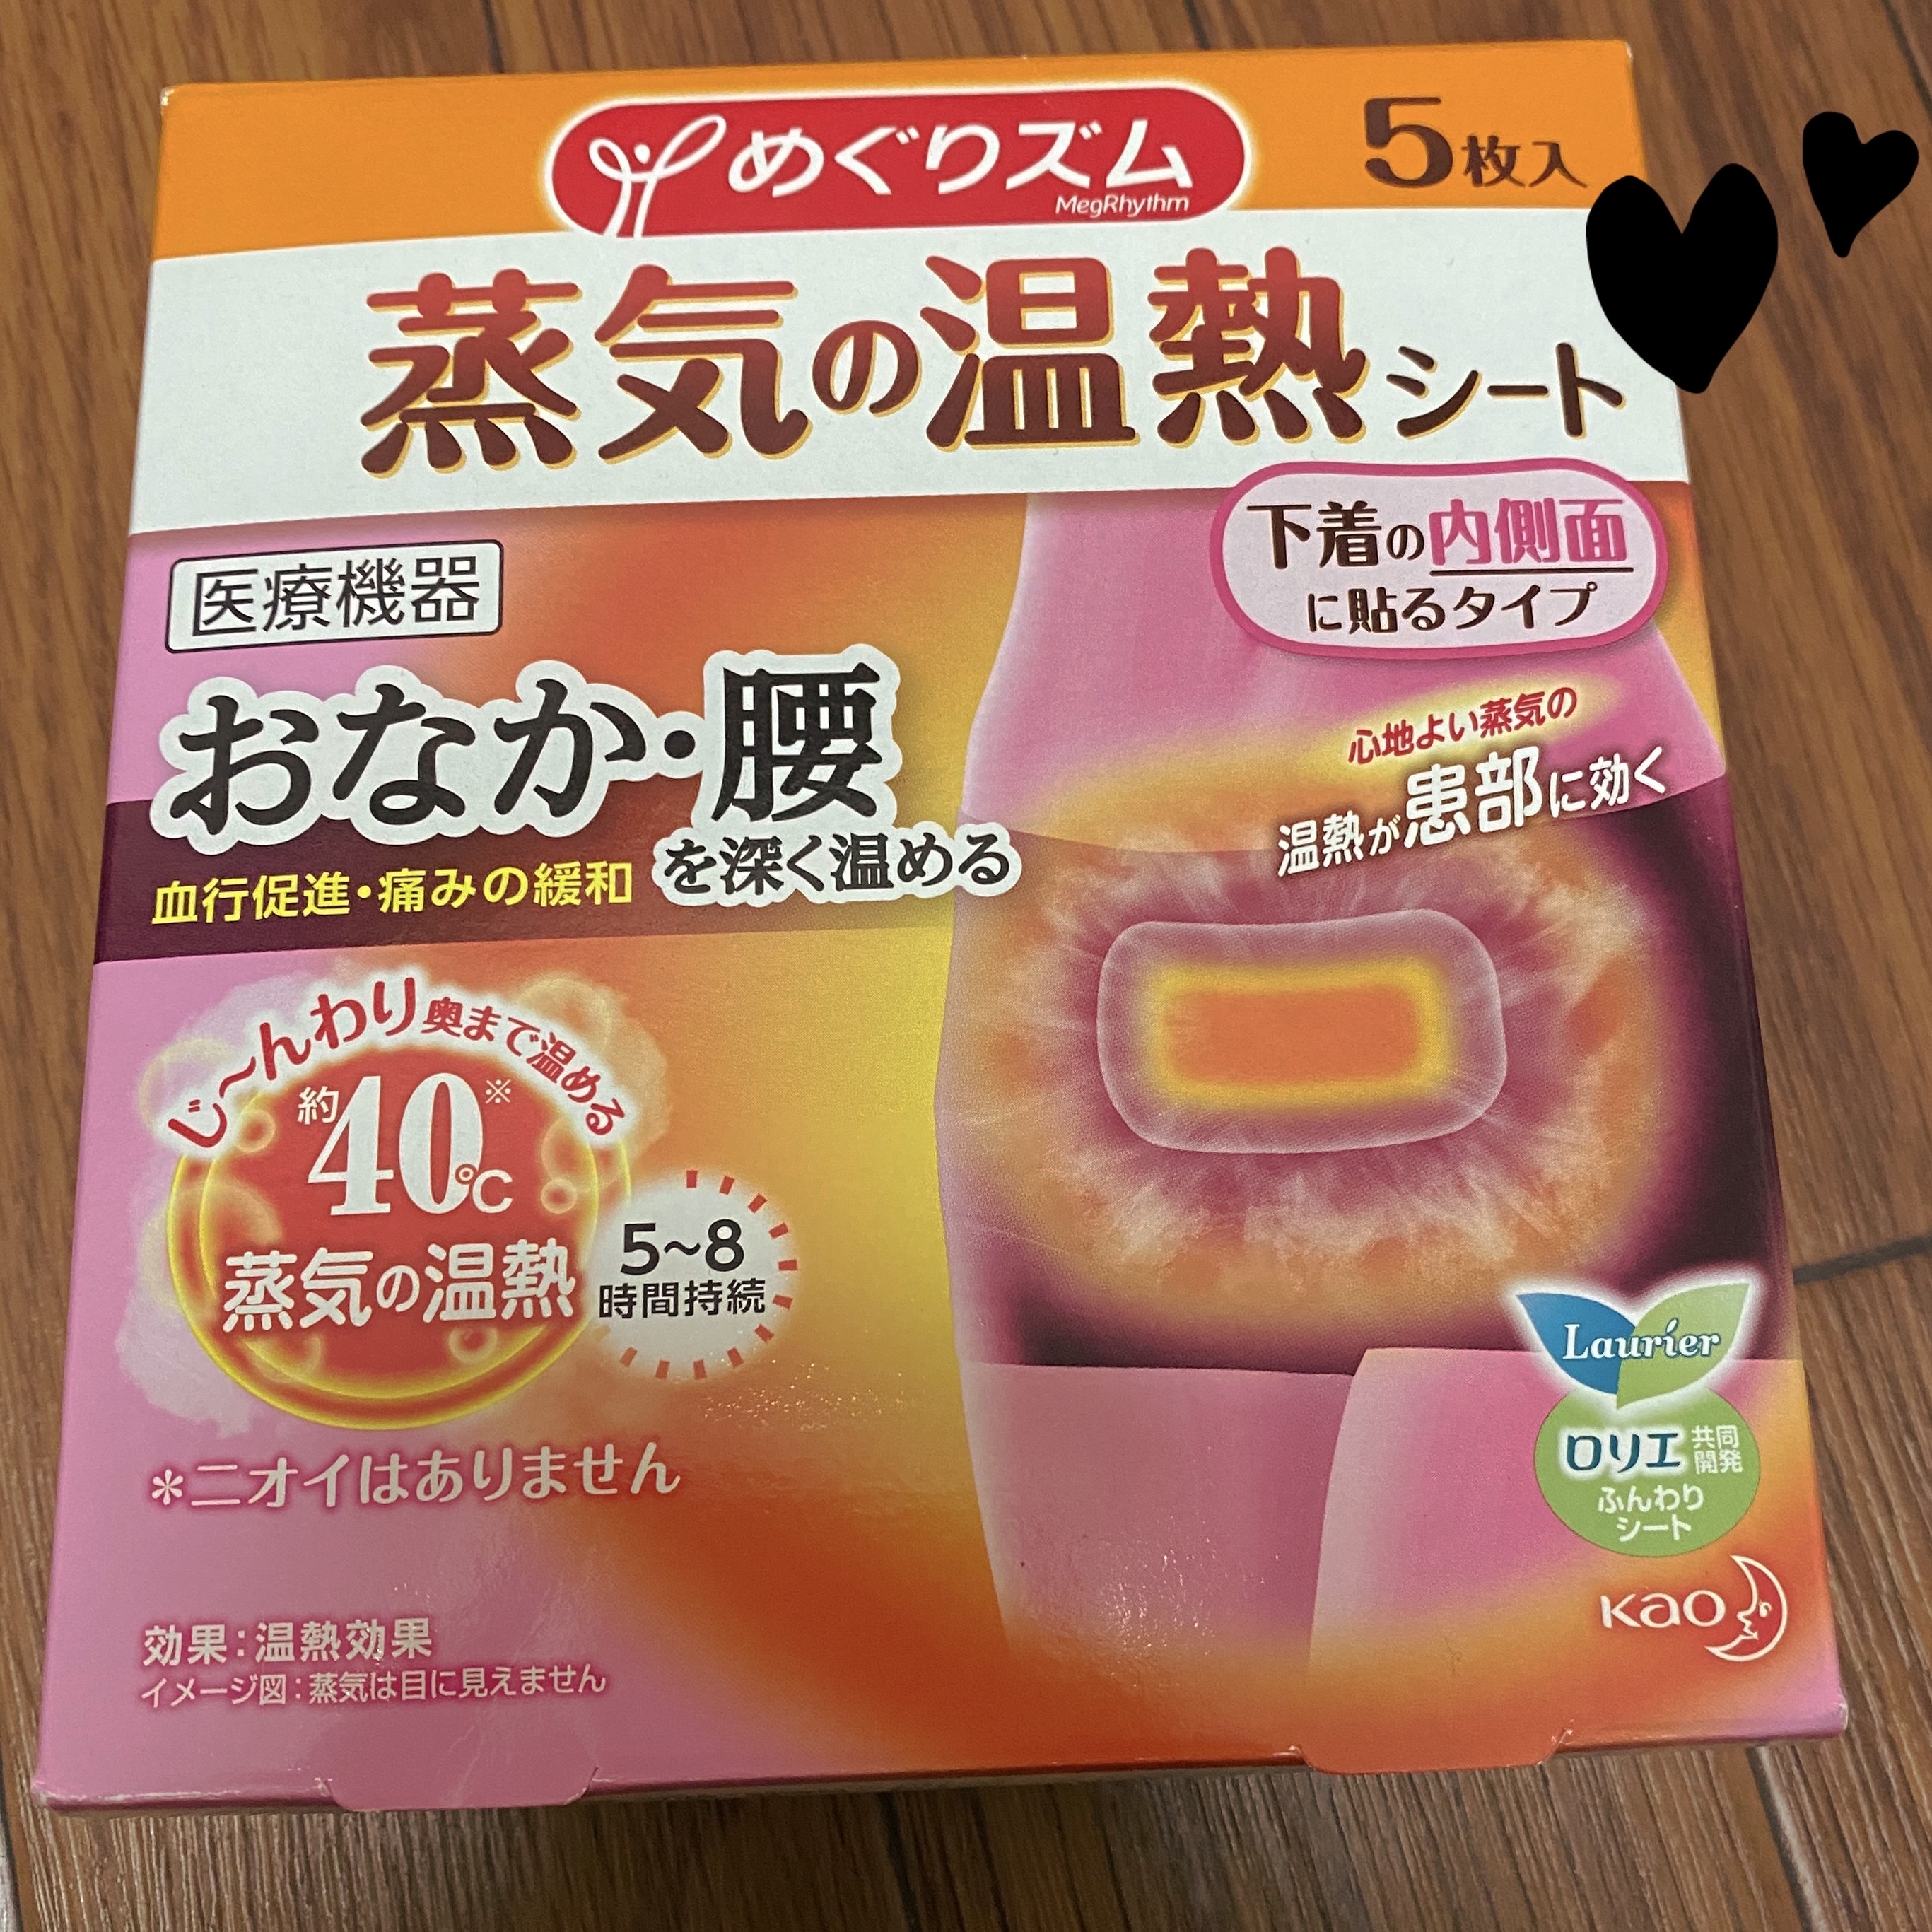 めぐりズム
MegRhythm
5枚入
蒸気の温熱シート
下着の内側面
に貼るタイプ
医療機器
おなか・腰
を深く温める
血行促進・痛みの緩和
心地よい蒸気の
温熱が患部に効く
じ〜んわり奥まで温める
約40℃※
蒸気の温熱
5~8
時間持続
Laurier
ロリエ 共同開発
ふんわり
シート
*ニオイはありません
Kao
効果:温熱効果
イメージ図:蒸気は目に見えません